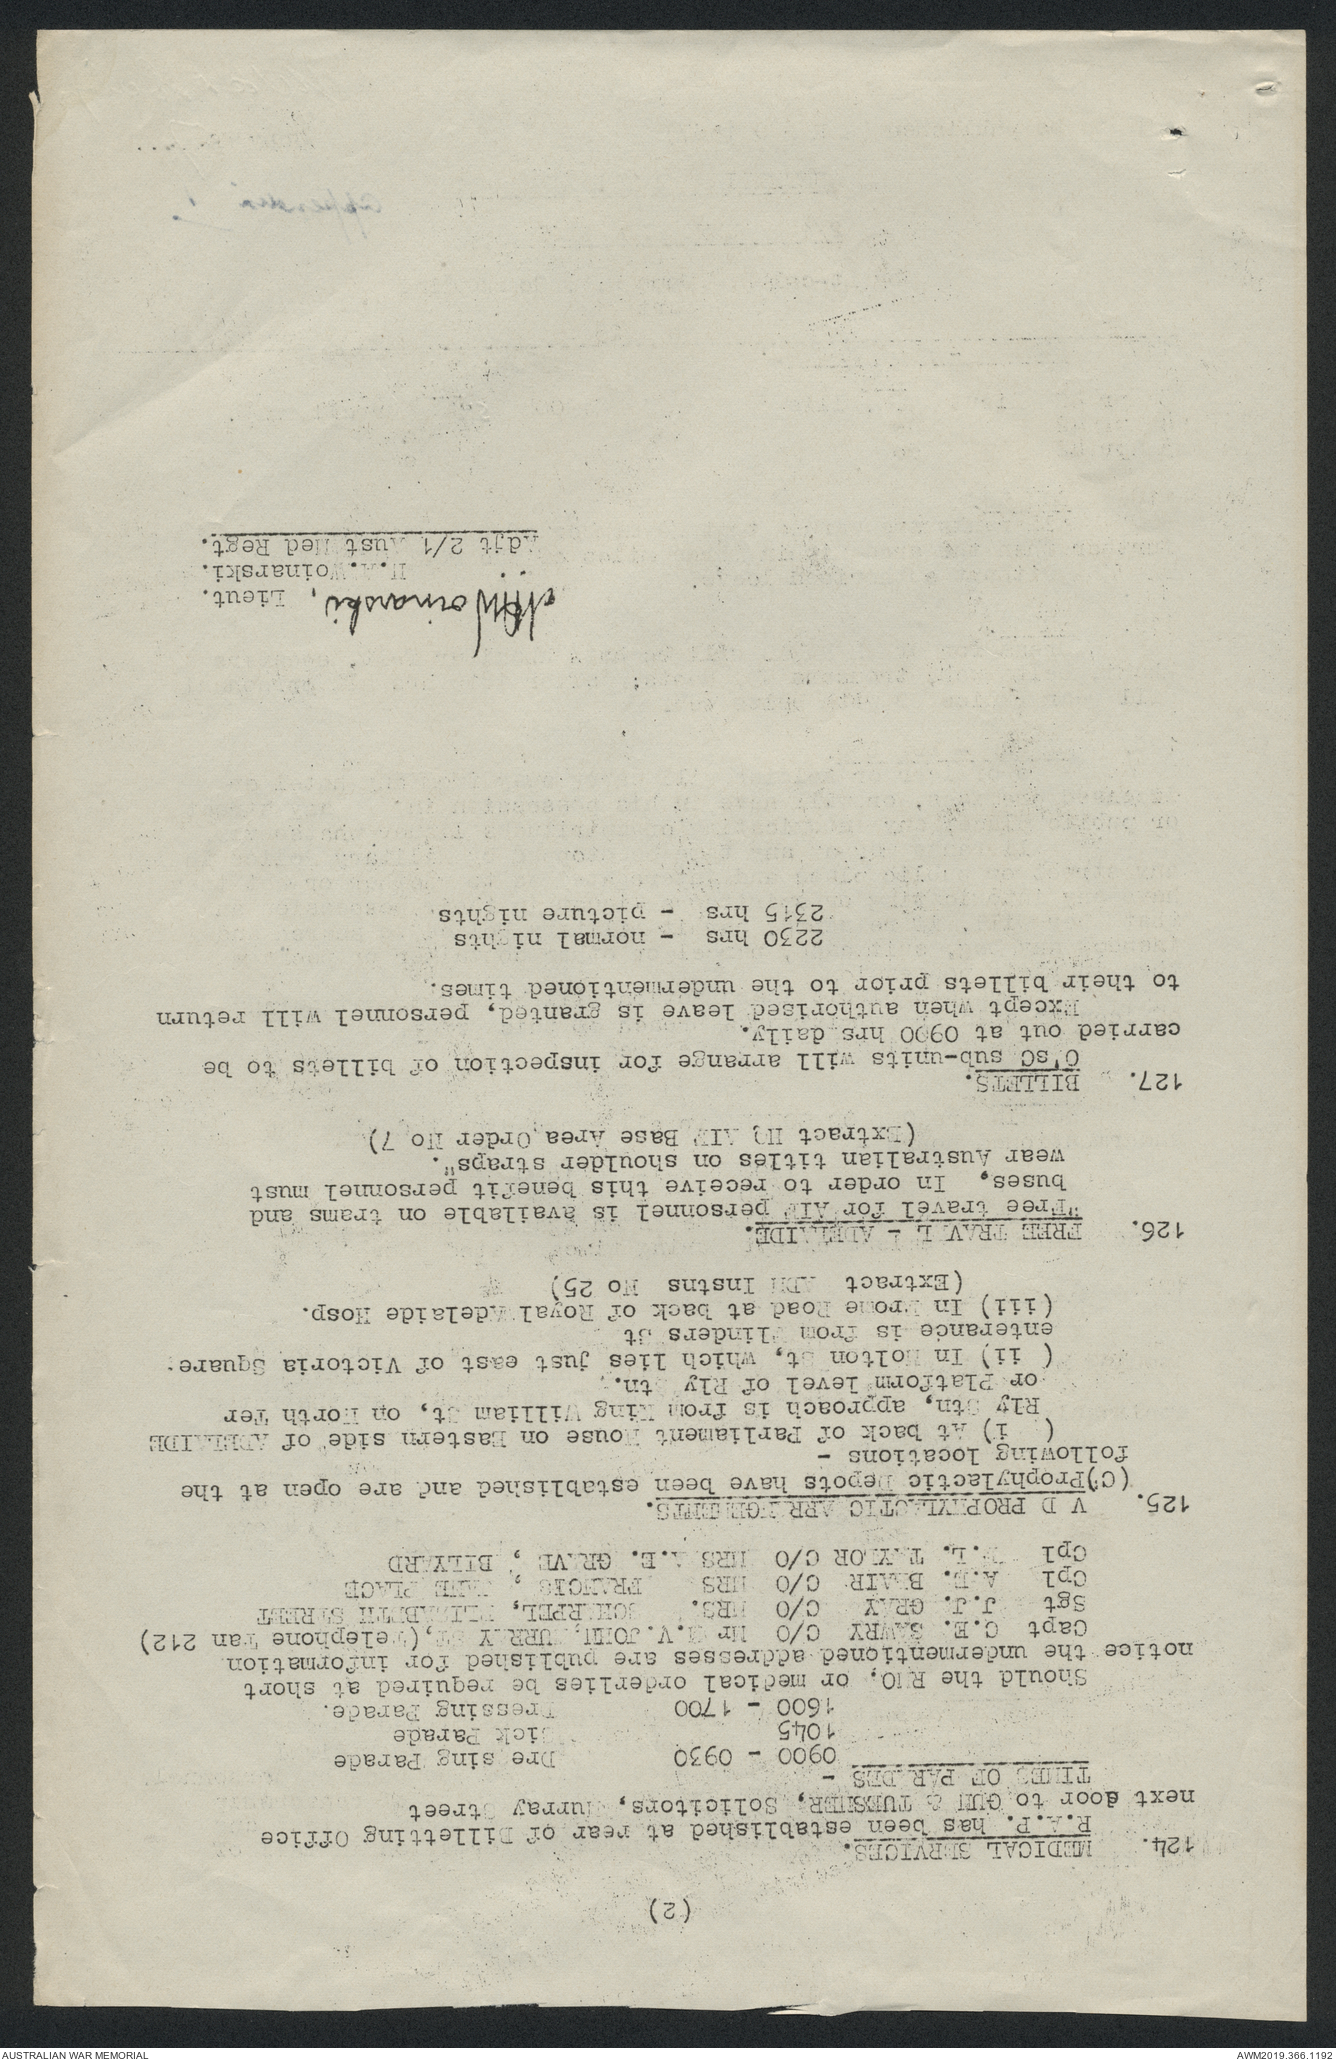 (2)
124. MEDICAL SERVICES.
R.A.P. has been established at rear of Billetting Office
next door to GUN & TUESNER, Solicitors, Murray Street
TIMES OF PARADES -
0900 - 0930 Dressing Parade
1045 Sick Parade
1600 - 1700 Dressing Parade.
Should the RMO, or medical orderlies be required at short
notice the undermentioned addresses are published for information
Capt C.E. SAWRY C/O Mr H.V. JOHN, MURRAY ST, (Telephone Tan 212)
Sgt J.J. GRAY C/O MRS. SCHRAPEL, ELIZABETH STREET
Cpl A.E. BLAIR C/O MRS FRANCIS, PLACE
Cpl .L. TAYLOR C/O MRS A.E. GRAVE, BILYARD
125. V D PROPHYLACTIC ARRANGEMENTS.
(C)Prophylactic Depots have been established and are open at the
following locations -
( i) At back of Parliament House on Eastern side of ADELAIDE
Rly Stn, approach is from King William St, on North Ter
or Platform level of Rly Stn.
( ii) In Molton St, which lies just east of Victoria Square.
enterance is from Flinders St
(iii) In Frome Road at back of Royal Adelaide Hosp.
(Extract ADM Instns No 25)
126. FREE TRAVEL - ADELAIDE.
"Free travel for AIF personnel is available on trams and
buses. In order to receive this benefit personnel must
wear Australian titles on shoulder straps".
(Extract HQ AIF Base Area Order No 7)
127. BILLETS.
O'sC sub-units will arrange for inspection of billets to be
carried out at 0900 hrs daily.
Except when authorised leave is granted, personnel will return
to their billets prior to the undermentioned times.
2230 hrs - normal nights
2315 hrs - picture nights
Woinarski, Lieut.
H.A.Woinarski.
Adjt 2/1 Aust Med Regt.
AUSTRALIAN WAR MEMORIAL AWM2019.366.1192